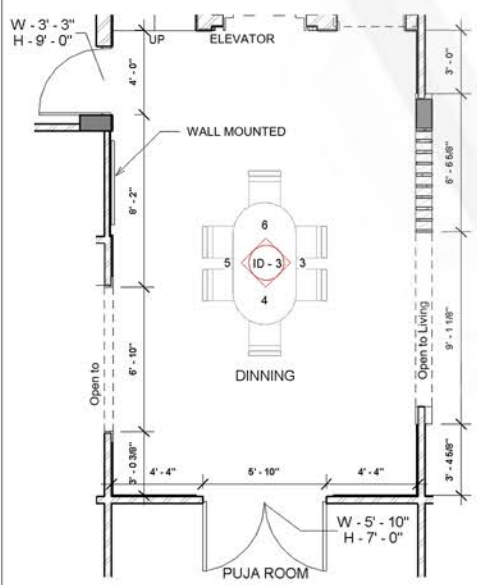 W - 3' - 3"
H - 9' - 0"
UP
ELEVATOR
4' - 0"
3' - 0"
WALL MOUNTED
8' - 2"
6' - 6 5/8"
6
5
ID - 3
3
4
6' - 10"
Open to
Open to Living
9' - 1 1/8"
DINNING
3' - 0 3/8"
4' - 4"
5' - 10"
4' - 4"
3' - 4 5/8"
W - 5' - 10"
H - 7' - 0"
PUJA ROOM